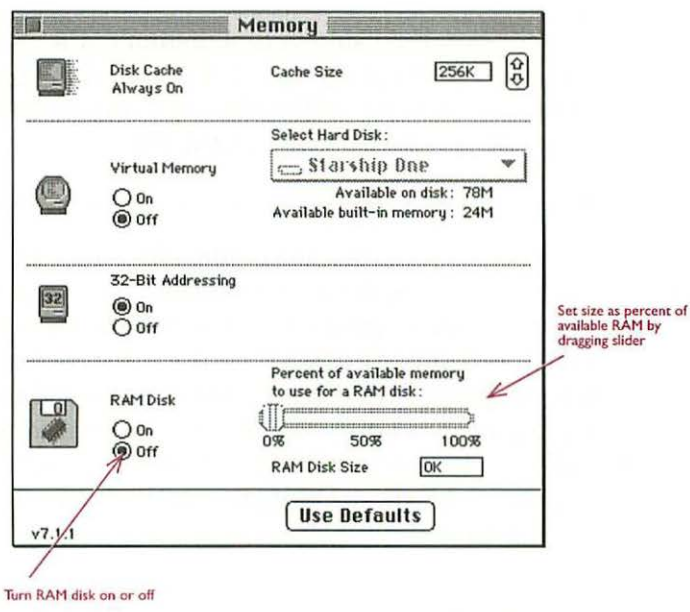 Memory
Disk Cache
Always On
Cache Size
256K
Select Hard Disk:
Starship One
Virtual Memory
On
Off
Available on disk: 78M
Available built-in memory: 24M
32-Bit Addressing
32
On
Off
Set size as percent of
available RAM by
dragging slider
Percent of available memory
to use for a RAM disk:
RAM Disk
On
Off
0% 50% 100%
RAM Disk Size
0K
Use Defaults
v7.1.1
Turn RAM disk on or off